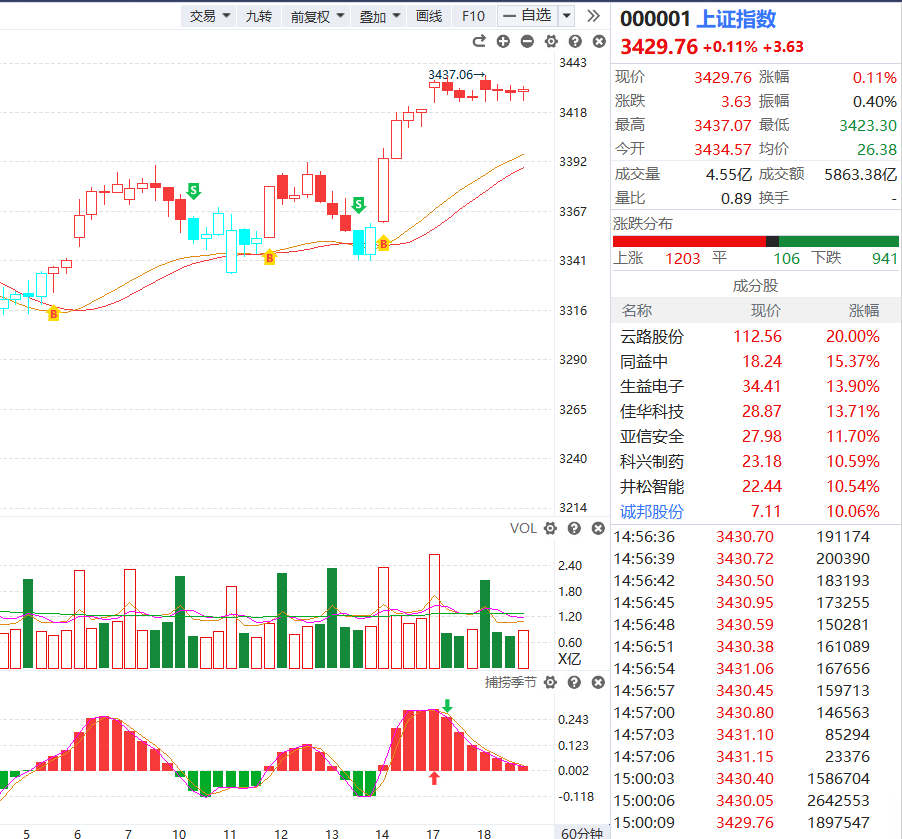 交易 九转 前复权 叠加 画线 F10 一 自选
000001 上证指数
3429.76 +0.11% +3.63
现价 3429.76 涨幅 0.11%
涨跌 3.63 振幅 0.40%
最高 3437.07 最低 3423.30
今开 3434.57 均价 26.38
成交量 4.55亿 成交额 5863.38亿
量比 0.89 换手 -
涨跌分布
上涨 1203 平 106 下跌 941
成分股
名称 现价 涨幅
云路股份 112.56 20.00%
同益中 18.24 15.37%
生益电子 34.41 13.90%
佳华科技 28.87 13.71%
亚信安全 27.98 11.70%
科兴制药 23.18 10.59%
井松智能 22.44 10.54%
诚邦股份 7.11 10.06%
14:56:36 3430.70 191174
14:56:39 3430.72 200390
14:56:42 3430.50 183193
14:56:45 3430.95 173255
14:56:48 3430.59 150281
14:56:51 3430.38 161089
14:56:54 3431.06 167656
14:56:57 3430.45 159713
14:57:00 3430.80 146563
14:57:03 3431.10 85294
14:57:06 3431.15 23376
15:00:03 3430.40 1586704
15:00:06 3430.05 2642553
15:00:09 3429.76 1897547
3443
3437.06→
3418
3392
S
3367
S
B
B
3341
B
3316
3290
3265
3240
3214
VOL
2.40
1.80
1.20
0.60
X亿
捕捞季节
0.243
0.123
0.002
-0.118
5 6 7 10 11 12 13 14 17 18 60分钟